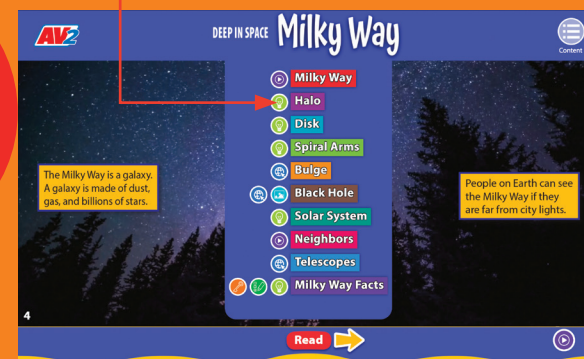 AV2
DEEP IN SPACE Milky Way
Content
Milky Way
Halo
Disk
Spiral Arms
Bulge
Black Hole
Solar System
Neighbors
Telescopes
Milky Way Facts
The Milky Way is a galaxy.
A galaxy is made of dust,
gas, and billions of stars.
People on Earth can see
the Milky Way if they
are far from city lights.
4
Read